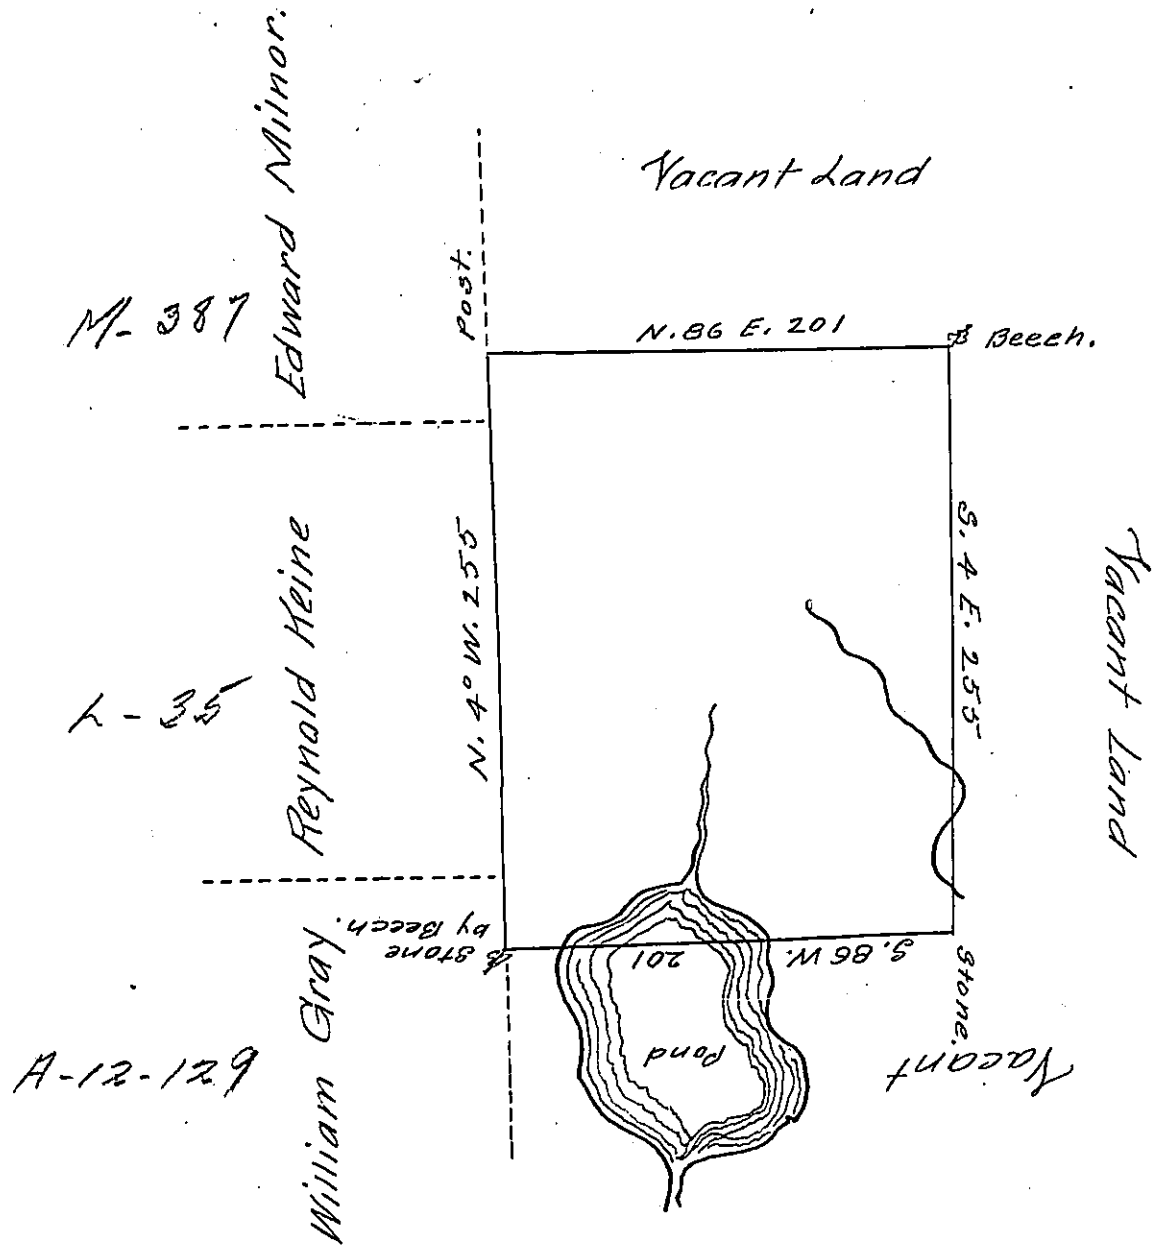 Edward Milnor.
Vacant Land
M-387
Post.
N. 86 E. 201
Beech.
Reynold Keine
N. 4° W. 255
S. 4 E. 255
Vacant Land
L-35
Stone
by Beech.
201
S. 86 W.
Stone.
William Gray.
A-12-129
Pond
Vacant